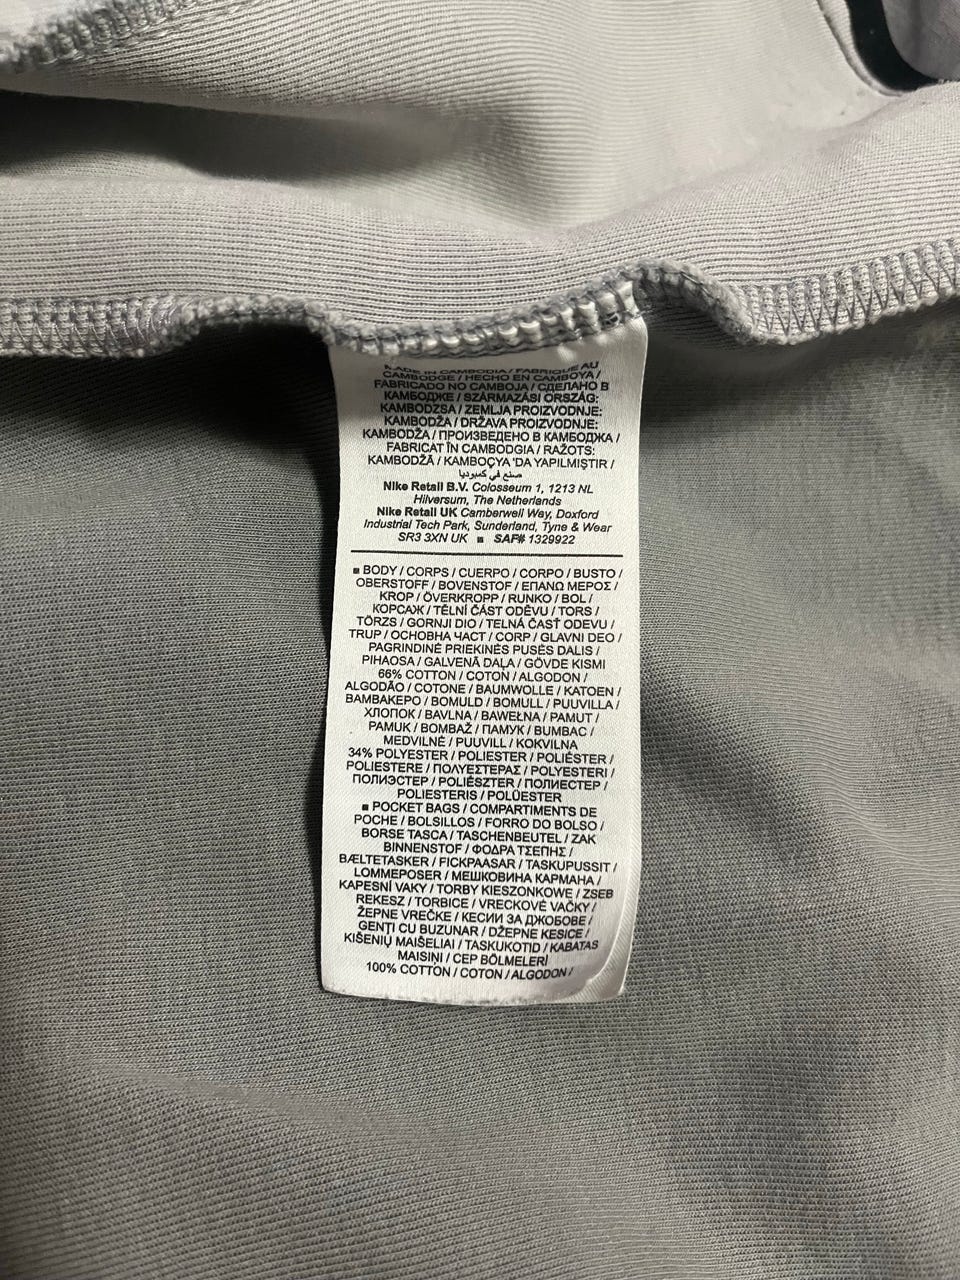 MADE IN CAMBODIA / FABRIQUE AU
CAMBODGE / HECHO EN CAMBOYA /
FABRICADO NO CAMBOJA / СДЕЛАНО В
КАМБОДЖЕ / SZÁRMAZÁSI ORSZÁG:
KAMBODZSA / ZEMLJA PROIZVODNJE:
KAMBODŽA / DRŽAVA PROIZVODNJE:
KAMBODŽA / ПРОИЗВЕДЕНО В КАМБОДЖА /
FABRICAT ÎN CAMBODGIA / RAŽOTS:
KAMBODŽĀ / KAMBOÇYA 'DA YAPILMIŞTIR /
صنع في كمبوديا
Nike Retail B.V. Colosseum 1, 1213 NL
Hilversum, The Netherlands
Nike Retail UK Camberwell Way, Doxford
Industrial Tech Park, Sunderland, Tyne & Wear
SR3 3XN UK ■ SAP# 1329922
■ BODY / CORPS / CUERPO / CORPO / BUSTO /
OBERSTOFF / BOVENSTOF / ΕΠΑΝΩ ΜΕΡΟΣ /
KROP / ÖVERKROPP / RUNKO / BOL /
КОРСАЖ / TĚLNÍ ČÁST ODĚVU / TORS /
TÖRZS / GORNJI DIO / TELNÁ ČASŤ ODEVU /
TRUP / ОСНОВНА ЧАСТ / CORP / GLAVNI DEO /
PAGRINDINĖ PRIEKINĖS PUSĖS DALIS /
PIHAOSA / GALVENĀ DAĻA / GÖVDE KISMI
66% COTTON / COTON / ALGODON /
ALGODÃO / COTONE / BAUMWOLLE / KATOEN /
ΒΑΜΒΑΚΕΡΟ / BOMULD / BOMULL / PUUVILLA /
ХЛОПОК / BAVLNA / BAWEŁNA / PAMUT /
PAMUK / BOMBAŽ / ПАМУК / BUMBAC /
MEDVILNĖ / PUUVILL / KOKVILNA
34% POLYESTER / POLIESTER / POLIÉSTER /
POLIESTERE / ΠΟΛΥΕΣΤΕΡΑΣ / POLYESTERI /
ПОЛИЭСТЕР / POLIÉSZTER / ПОЛИЕСТЕР /
POLIESTERIS / POLÜESTER
■ POCKET BAGS / COMPARTIMENTS DE
POCHE / BOLSILLOS / FORRO DO BOLSO /
BORSE TASCA / TASCHENBEUTEL / ZAK
BINNENSTOF / ΦΟΔΡΑ ΤΣΕΠΗΣ /
BÆLTETASKER / FICKPAASAR / TASKUPUSSIT /
LOMMEPOSER / МЕШКОВИНА КАРМАНА /
KAPESNÍ VAKY / TORBY KIESZONKOWE / ZSEB
REKESZ / TORBICE / VRECKOVÉ VAČKY /
ŽEPNE VREČKE / КЕСИИ ЗА ДЖОБОВЕ /
GENȚI CU BUZUNAR / DŽEPNE KESICE /
KIŠENIŲ MAIŠELIAI / TASKUKOTID / KABATAS
MAISIŅI / CEP BÖLMELERİ
100% COTTON / COTON / ALGODON /